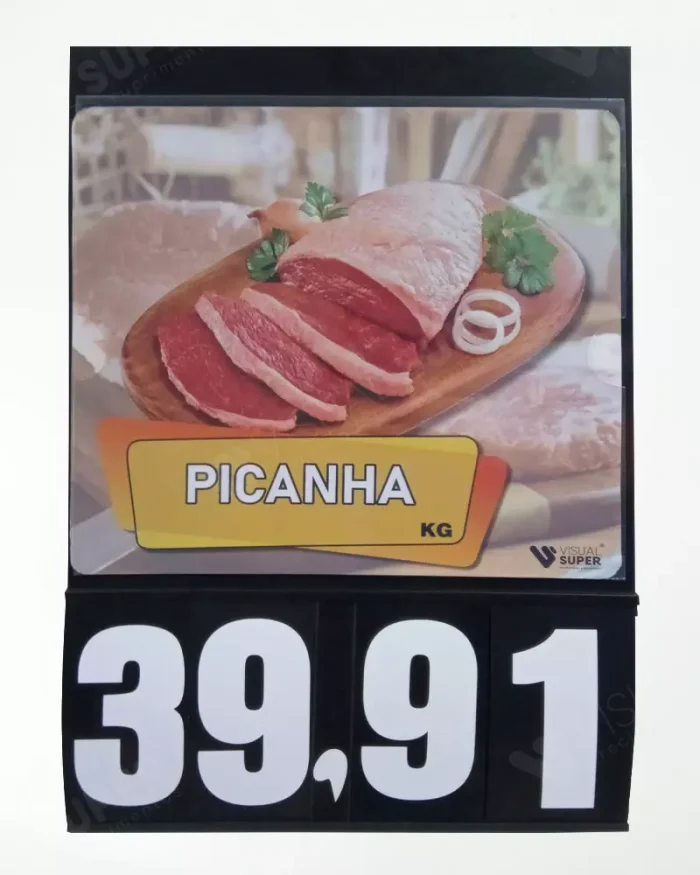 PICANHA
KG
VISUAL
SUPER
39,91